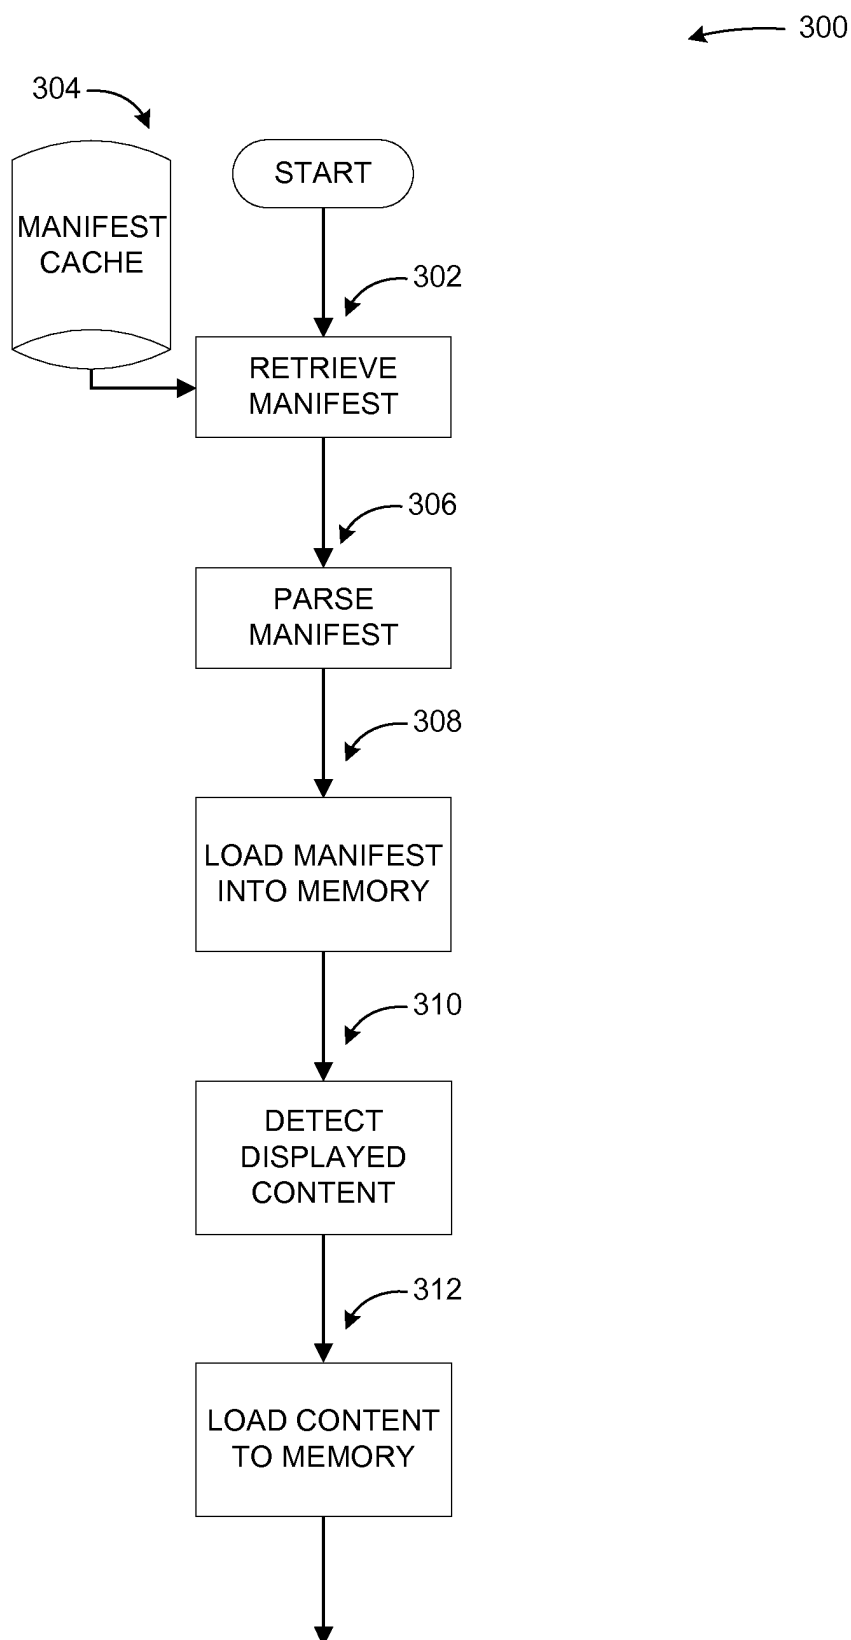 300
304
START
MANIFEST
CACHE
302
RETRIEVE
MANIFEST
306
PARSE
MANIFEST
308
LOAD MANIFEST
INTO MEMORY
310
DETECT
DISPLAYED
CONTENT
312
LOAD CONTENT
TO MEMORY